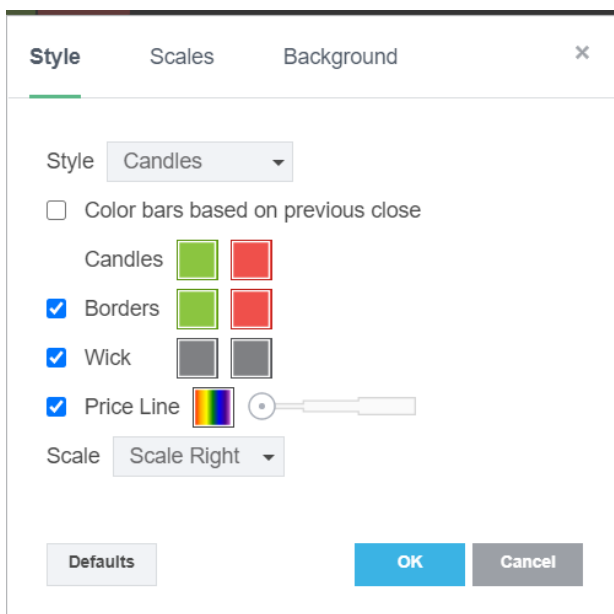 Style Scales Background ×
Style Candles
Color bars based on previous close
Candles
Borders
Wick
Price Line
Scale Scale Right
Defaults OK Cancel